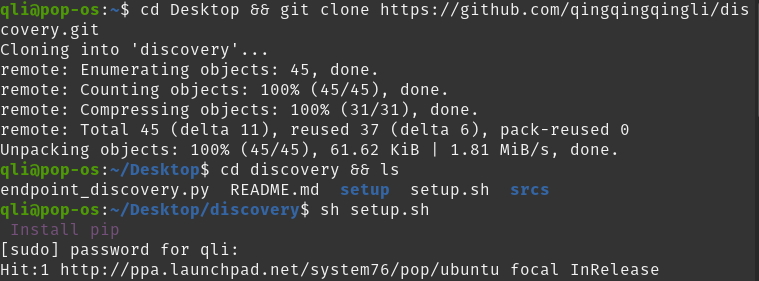 qli@pop-os:~$ cd Desktop && git clone https://github.com/qingqingqingli/dis
covery.git
Cloning into 'discovery'...
remote: Enumerating objects: 45, done.
remote: Counting objects: 100% (45/45), done.
remote: Compressing objects: 100% (31/31), done.
remote: Total 45 (delta 11), reused 37 (delta 6), pack-reused 0
Unpacking objects: 100% (45/45), 61.62 KiB | 1.81 MiB/s, done.
qli@pop-os:~/Desktop$ cd discovery && ls
endpoint_discovery.py  README.md  setup  setup.sh  srcs
qli@pop-os:~/Desktop/discovery$ sh setup.sh
 Install pip
[sudo] password for qli:
Hit:1 http://ppa.launchpad.net/system76/pop/ubuntu focal InRelease